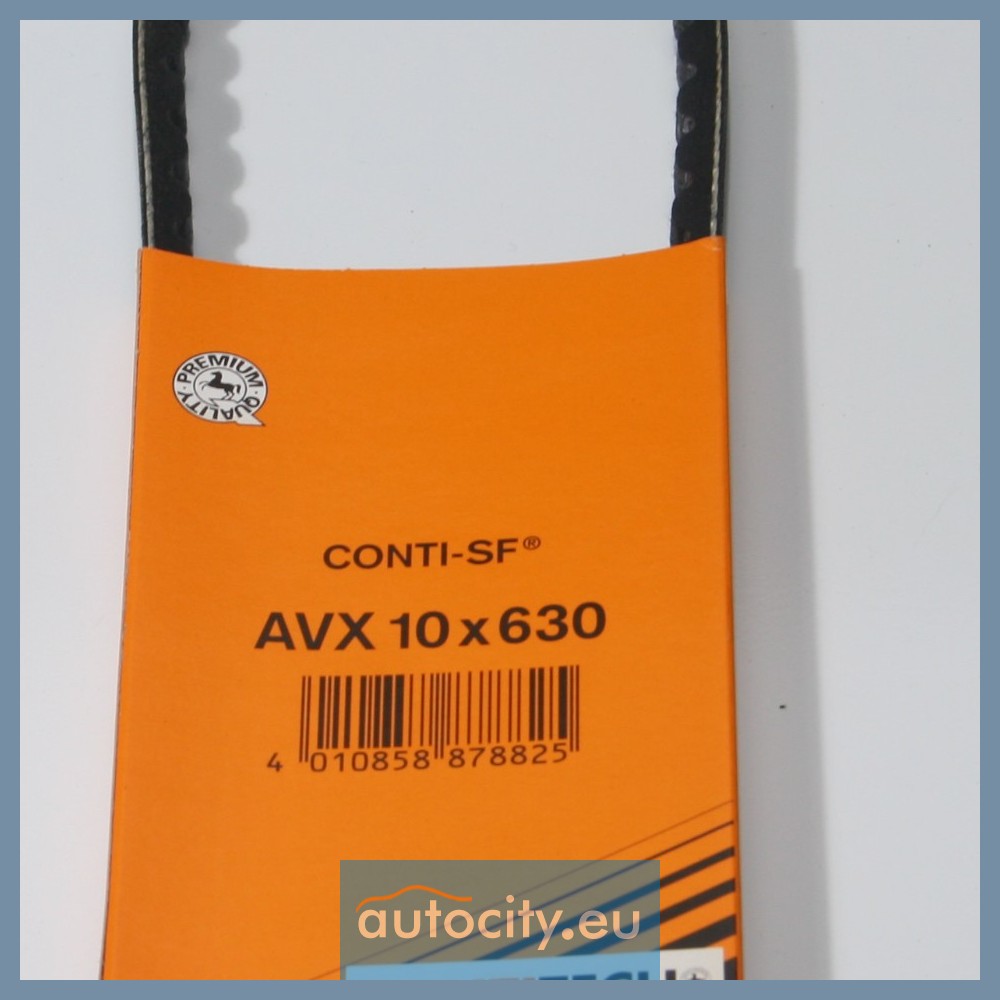 PREMIUM · QUALITY ·
CONTI-SF®
AVX 10 x 630
4 010858 878825
autocity.eu